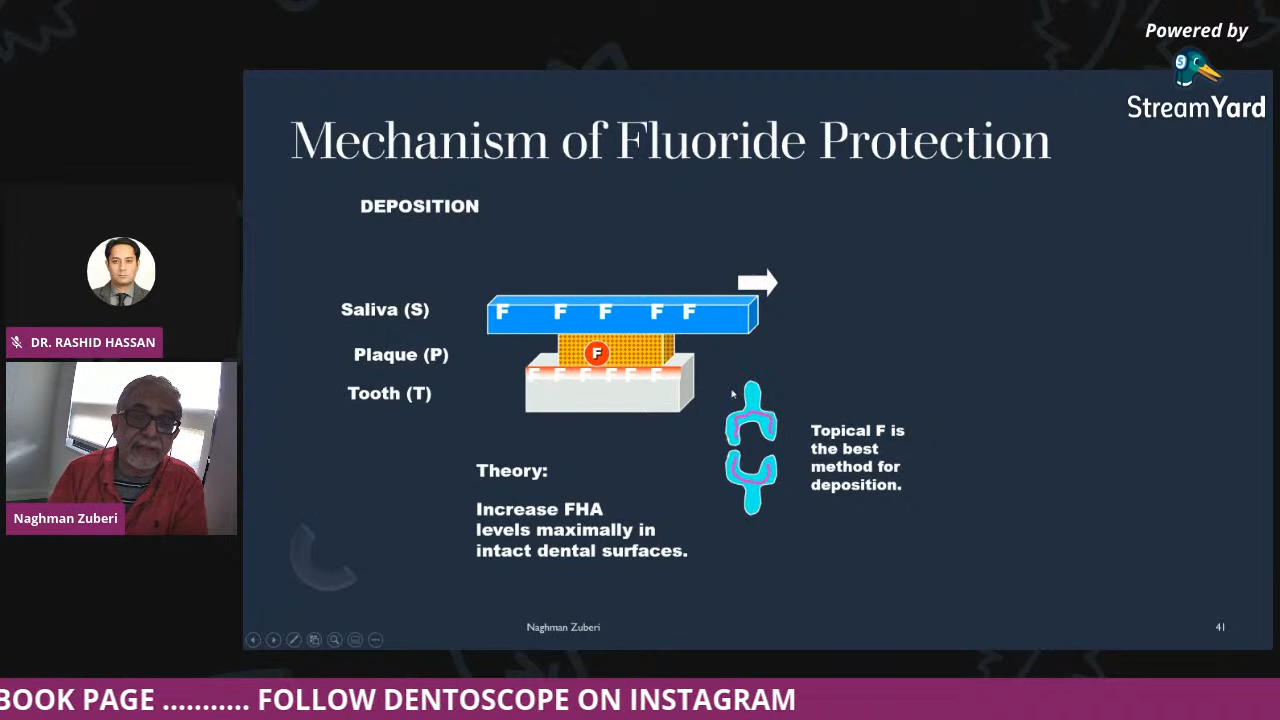 Powered by
StreamYard
Mechanism of Fluoride Protection
DEPOSITION
Saliva (S)
F F F F F
Plaque (P)
F
F F F F F F
Tooth (T)
Topical F is
the best
method for
deposition.
Theory:
Increase FHA
levels maximally in
intact dental surfaces.
Naghman Zuberi
41
DR. RASHID HASSAN
Naghman Zuberi
BOOK PAGE ........... FOLLOW DENTOSCOPE ON INSTAGRAM